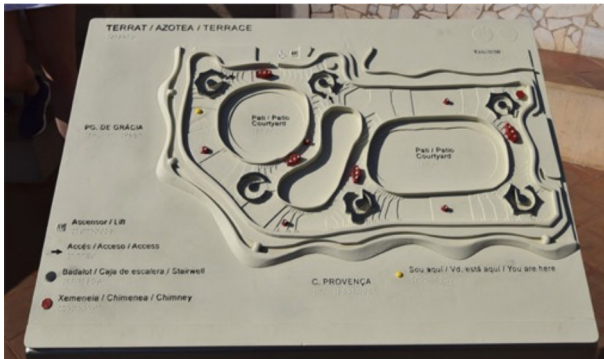 TERRAT / AZOTEA / TERRACE
Pati / Patio
Courtyard
Pati / Patio
Courtyard
PG. DE GRÀCIA
Ascensor / Lift
Accés / Acceso / Access
Badalot / Caja de escalera / Stairwell
Xemeneia / Chimenea / Chimney
C. PROVENÇA
Sou aquí / Vd. está aquí / You are here